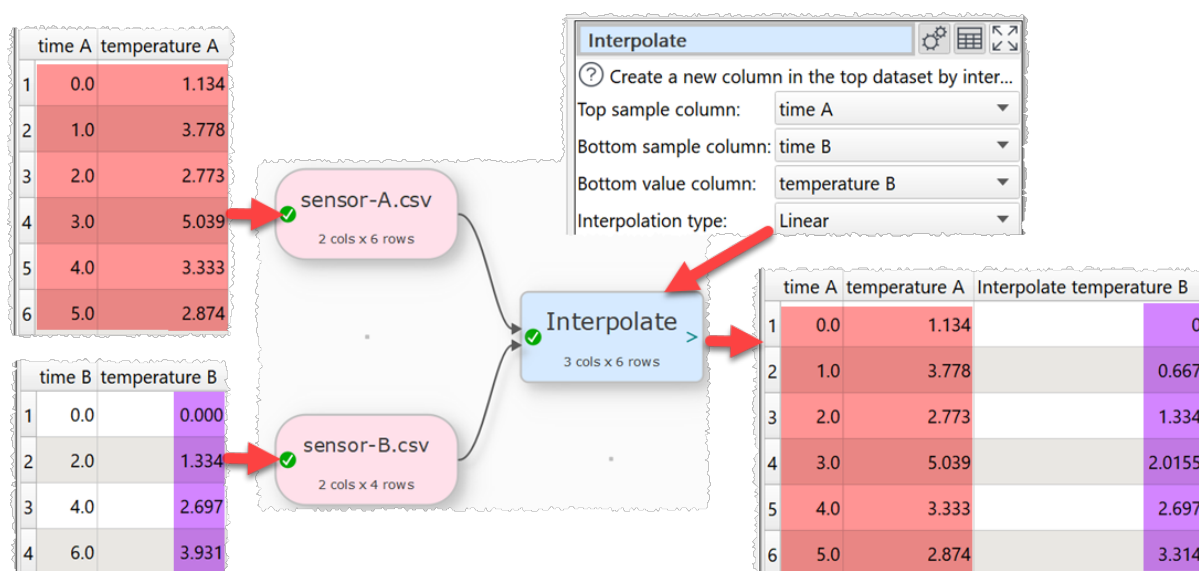 time A temperature A
1 0.0 1.134
2 1.0 3.778
3 2.0 2.773
4 3.0 5.039
5 4.0 3.333
6 5.0 2.874
time B temperature B
1 0.0 0.000
2 2.0 1.334
3 4.0 2.697
4 6.0 3.931
sensor-A.csv
2 cols x 6 rows
sensor-B.csv
2 cols x 4 rows
Interpolate
3 cols x 6 rows
>
Interpolate
? Create a new column in the top dataset by inter...
Top sample column: time A
Bottom sample column: time B
Bottom value column: temperature B
Interpolation type: Linear
time A temperature A Interpolate temperature B
1 0.0 1.134 0
2 1.0 3.778 0.667
3 2.0 2.773 1.334
4 3.0 5.039 2.0155
5 4.0 3.333 2.697
6 5.0 2.874 3.314